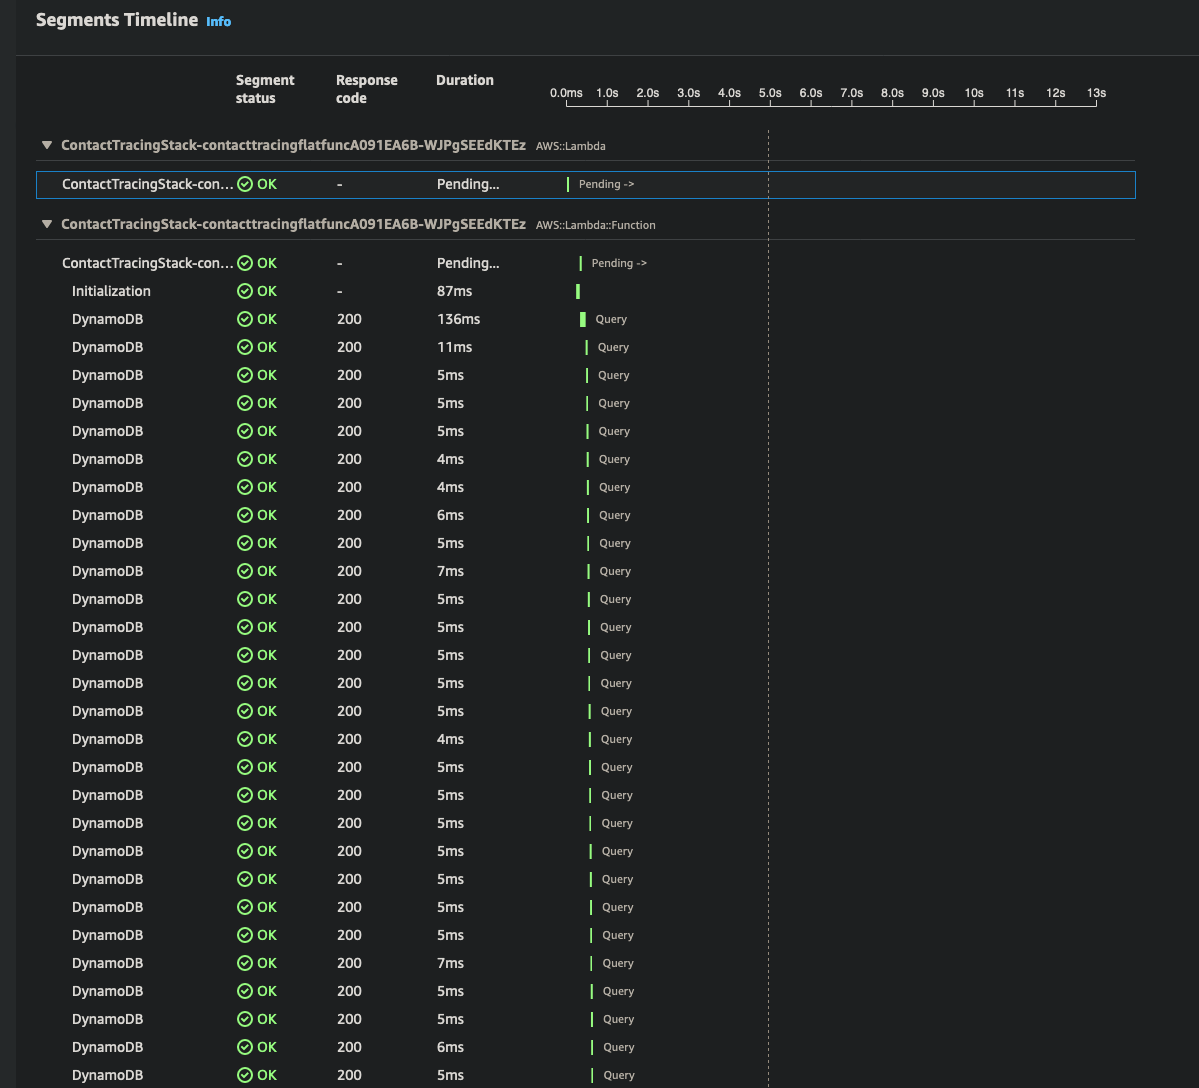 Segments Timeline Info
Segment status Response code Duration
0.0ms 1.0s 2.0s 3.0s 4.0s 5.0s 6.0s 7.0s 8.0s 9.0s 10s 11s 12s 13s
ContactTracingStack-contacttracingflatfuncA091EA6B-WJPgSEEdKTEz AWS::Lambda
ContactTracingStack-con... OK - Pending... Pending ->
ContactTracingStack-contacttracingflatfuncA091EA6B-WJPgSEEdKTEz AWS::Lambda::Function
ContactTracingStack-con... OK - Pending... Pending ->
Initialization OK - 87ms
DynamoDB OK 200 136ms Query
DynamoDB OK 200 11ms Query
DynamoDB OK 200 5ms Query
DynamoDB OK 200 5ms Query
DynamoDB OK 200 5ms Query
DynamoDB OK 200 4ms Query
DynamoDB OK 200 4ms Query
DynamoDB OK 200 6ms Query
DynamoDB OK 200 5ms Query
DynamoDB OK 200 7ms Query
DynamoDB OK 200 5ms Query
DynamoDB OK 200 5ms Query
DynamoDB OK 200 5ms Query
DynamoDB OK 200 5ms Query
DynamoDB OK 200 5ms Query
DynamoDB OK 200 4ms Query
DynamoDB OK 200 5ms Query
DynamoDB OK 200 5ms Query
DynamoDB OK 200 5ms Query
DynamoDB OK 200 5ms Query
DynamoDB OK 200 5ms Query
DynamoDB OK 200 5ms Query
DynamoDB OK 200 5ms Query
DynamoDB OK 200 7ms Query
DynamoDB OK 200 5ms Query
DynamoDB OK 200 5ms Query
DynamoDB OK 200 6ms Query
DynamoDB OK 200 5ms Query